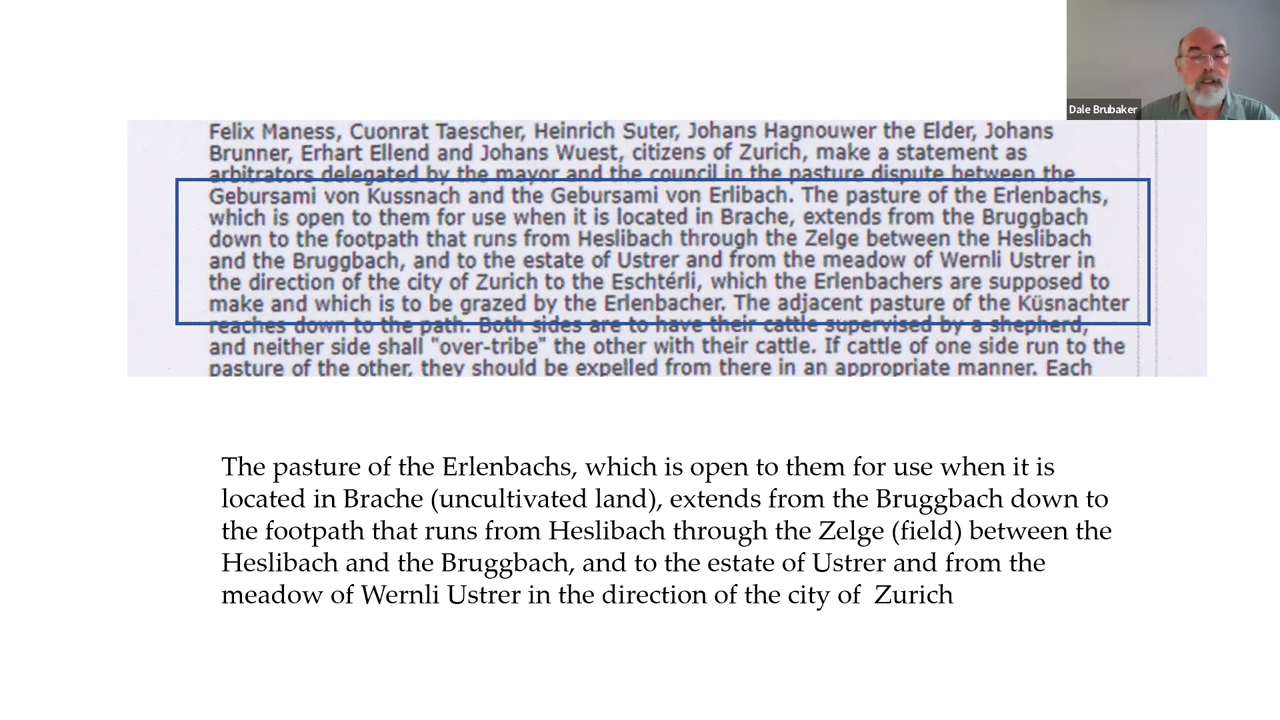 Dale Brubaker
Felix Maness, Cuonrat Taescher, Heinrich Suter, Johans Hagnouwer the Elder, Johans
Brunner, Erhart Ellend and Johans Wuest, citizens of Zurich, make a statement as
arbitrators delegated by the mayor and the council in the pasture dispute between the
Gebursami von Kussnach and the Gebursami von Erlibach. The pasture of the Erlenbachs,
which is open to them for use when it is located in Brache, extends from the Bruggbach
down to the footpath that runs from Heslibach through the Zelge between the Heslibach
and the Bruggbach, and to the estate of Ustrer and from the meadow of Wernli Ustrer in
the direction of the city of Zurich to the Eschtérli, which the Erlenbachers are supposed to
make and which is to be grazed by the Erlenbacher. The adjacent pasture of the Küsnachter
reaches down to the path. Both sides are to have their cattle supervised by a shepherd,
and neither side shall "over-tribe" the other with their cattle. If cattle of one side run to the
pasture of the other, they should be expelled from there in an appropriate manner. Each
The pasture of the Erlenbachs, which is open to them for use when it is
located in Brache (uncultivated land), extends from the Bruggbach down to
the footpath that runs from Heslibach through the Zelge (field) between the
Heslibach and the Bruggbach, and to the estate of Ustrer and from the
meadow of Wernli Ustrer in the direction of the city of  Zurich